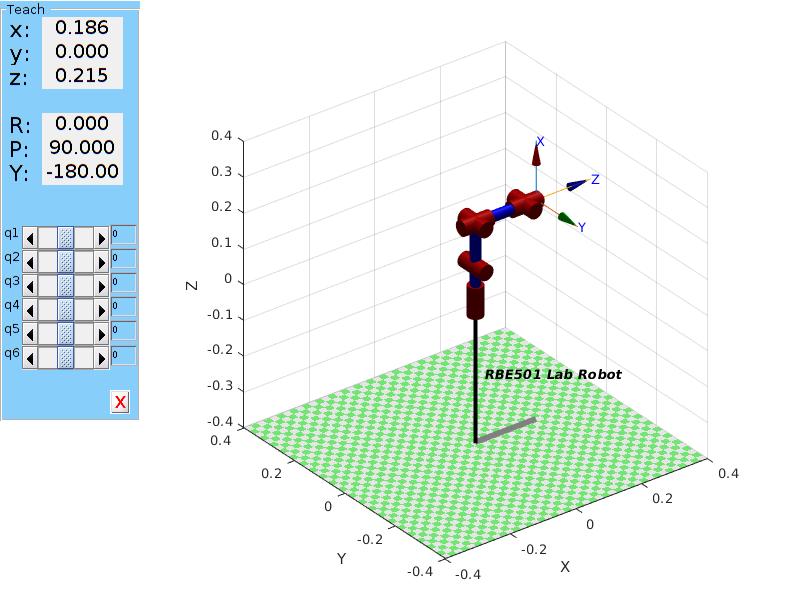 Teach
x: 0.186
y: 0.000
z: 0.215
R: 0.000
P: 90.000
Y: -180.00
q1 0
q2 0
q3 0
q4 0
q5 0
q6 0
X
0.4
0.3
0.2
0.1
0
-0.1
-0.2
-0.3
-0.4
Z
X
Z
Y
RBE501 Lab Robot
0.4
0.2
0
-0.2
-0.4
Y
-0.4
-0.2
0
0.2
0.4
X